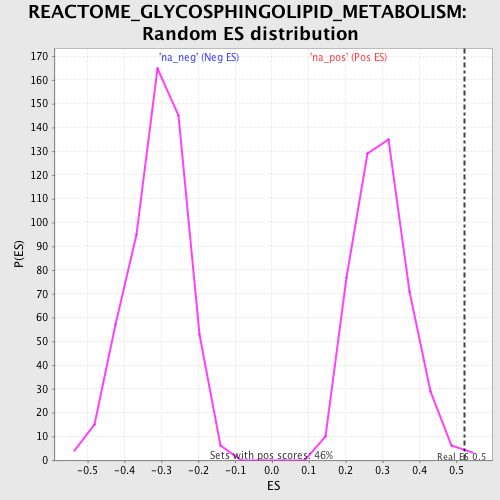 REACTOME_GLYCOSPHINGOLIPID_METABOLISM:
Random ES distribution
'na_neg' (Neg ES)
'na_pos' (Pos ES)
170
160
150
140
130
120
110
100
90
80
70
60
50
40
30
20
10
0
P(ES)
Sets with pos scores: 46%
Real ES 0.5
-0.5 -0.4 -0.3 -0.2 -0.1 0.0 0.1 0.2 0.3 0.4 0.5
ES